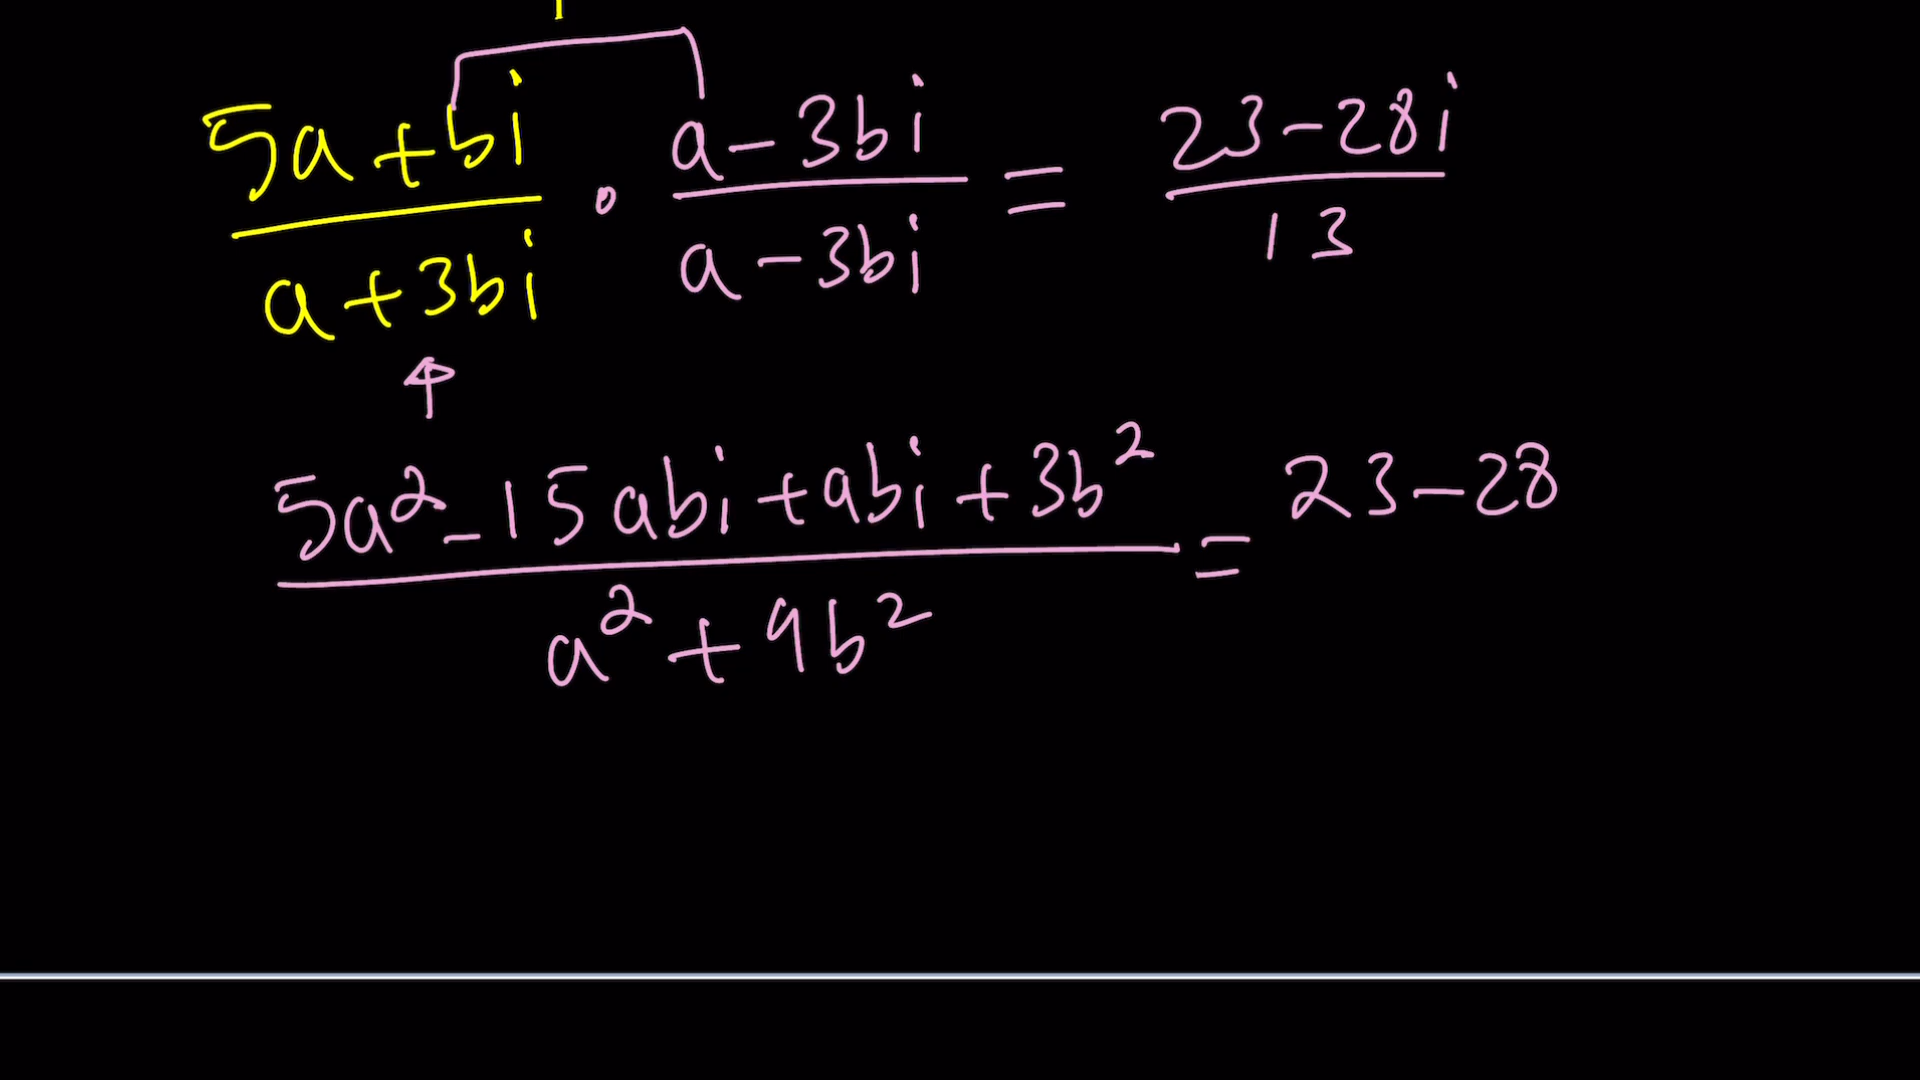 5a+bi/a+3bi · a-3bi/a-3bi = 23-28i/13
5a²-15abi+abi+3b²/a²+9b² = 23-28